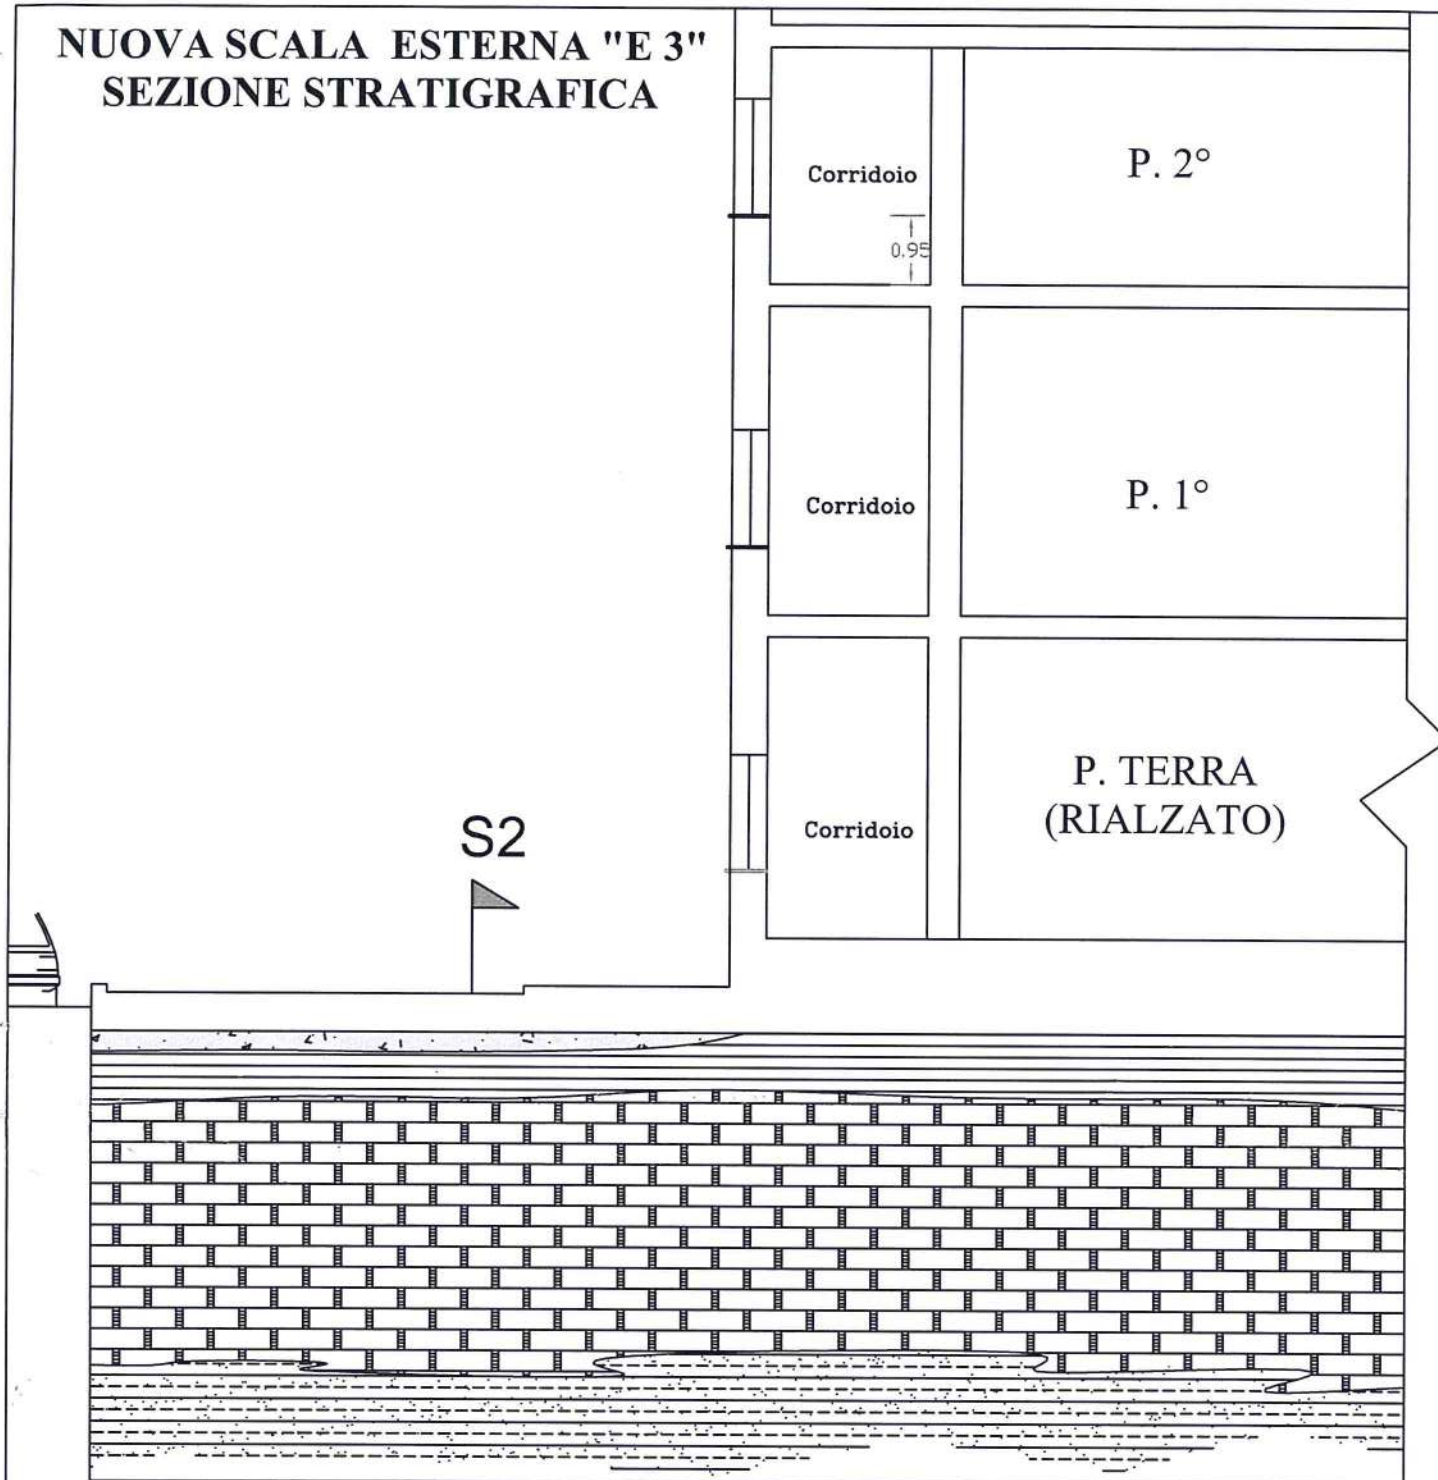 NUOVA SCALA ESTERNA "E 3"
SEZIONE STRATIGRAFICA
Corridoio
P. 2°
0.95
Corridoio
P. 1°
Corridoio
P. TERRA
(RIALZATO)
S2